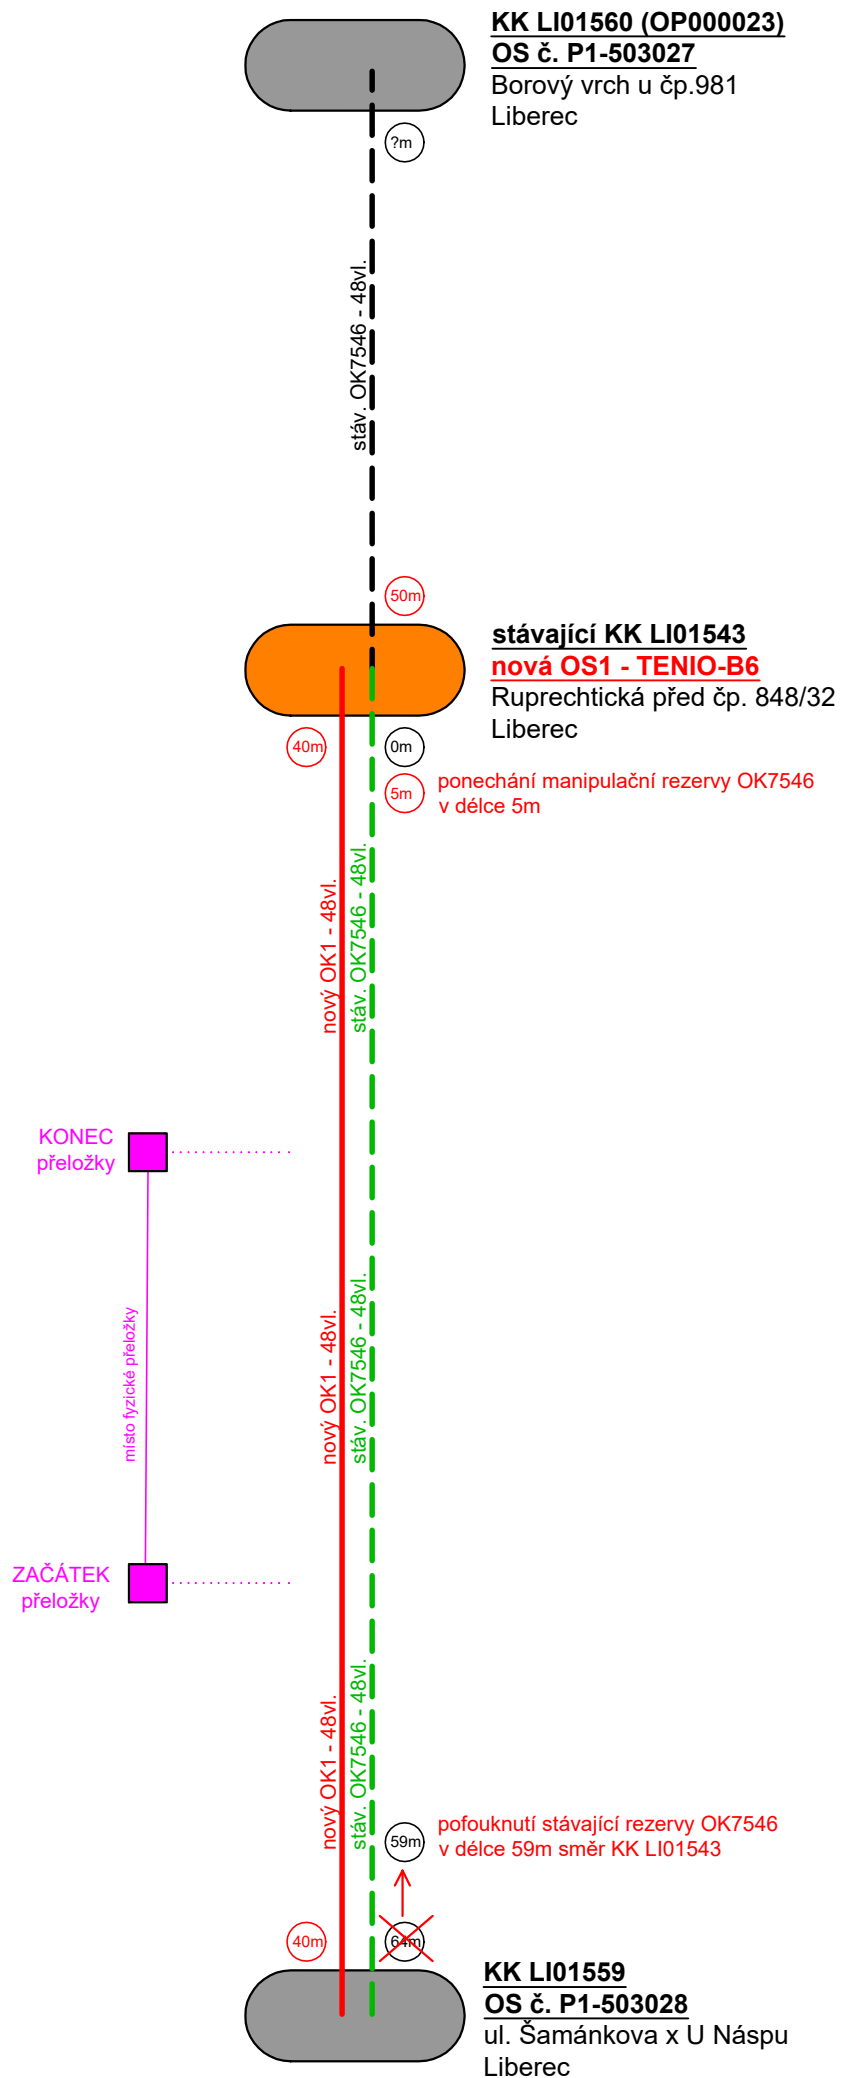 KK LI01560 (OP000023)
OS č. P1-503027
Borový vrch u čp.981
Liberec
?m
stáv. OK7546 - 48vl.
50m
stávající KK LI01543
nová OS1 - TENIO-B6
Ruprechtická před čp. 848/32
Liberec
40m
0m
5m
ponechání manipulační rezervy OK7546
v délce 5m
nový OK1 - 48vl.
stáv. OK7546 - 48vl.
KONEC
přeložky
místo fyzické přeložky
nový OK1 - 48vl.
stáv. OK7546 - 48vl.
ZAČÁTEK
přeložky
nový OK1 - 48vl.
stáv. OK7546 - 48vl.
59m
pofouknutí stávající rezervy OK7546
v délce 59m směr KK LI01543
40m
64m
KK LI01559
OS č. P1-503028
ul. Šamánkova x U Náspu
Liberec